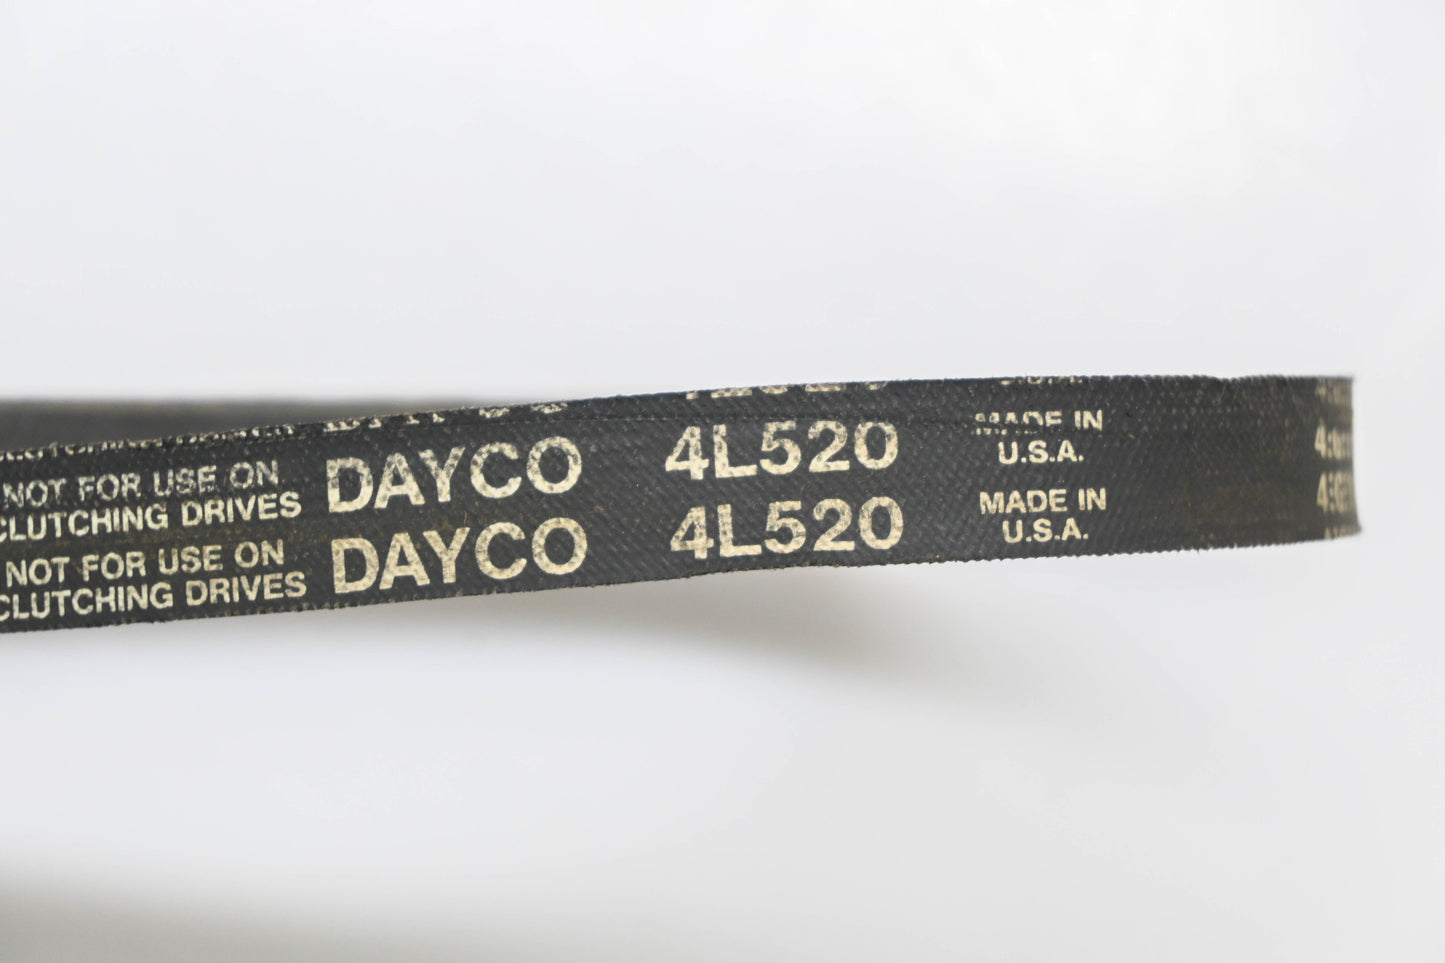 NOT FOR USE ON
CLUTCHING DRIVES
DAYCO
4L520
MADE IN
U.S.A.
NOT FOR USE ON
CLUTCHING DRIVES
DAYCO
4L520
MADE IN
U.S.A.